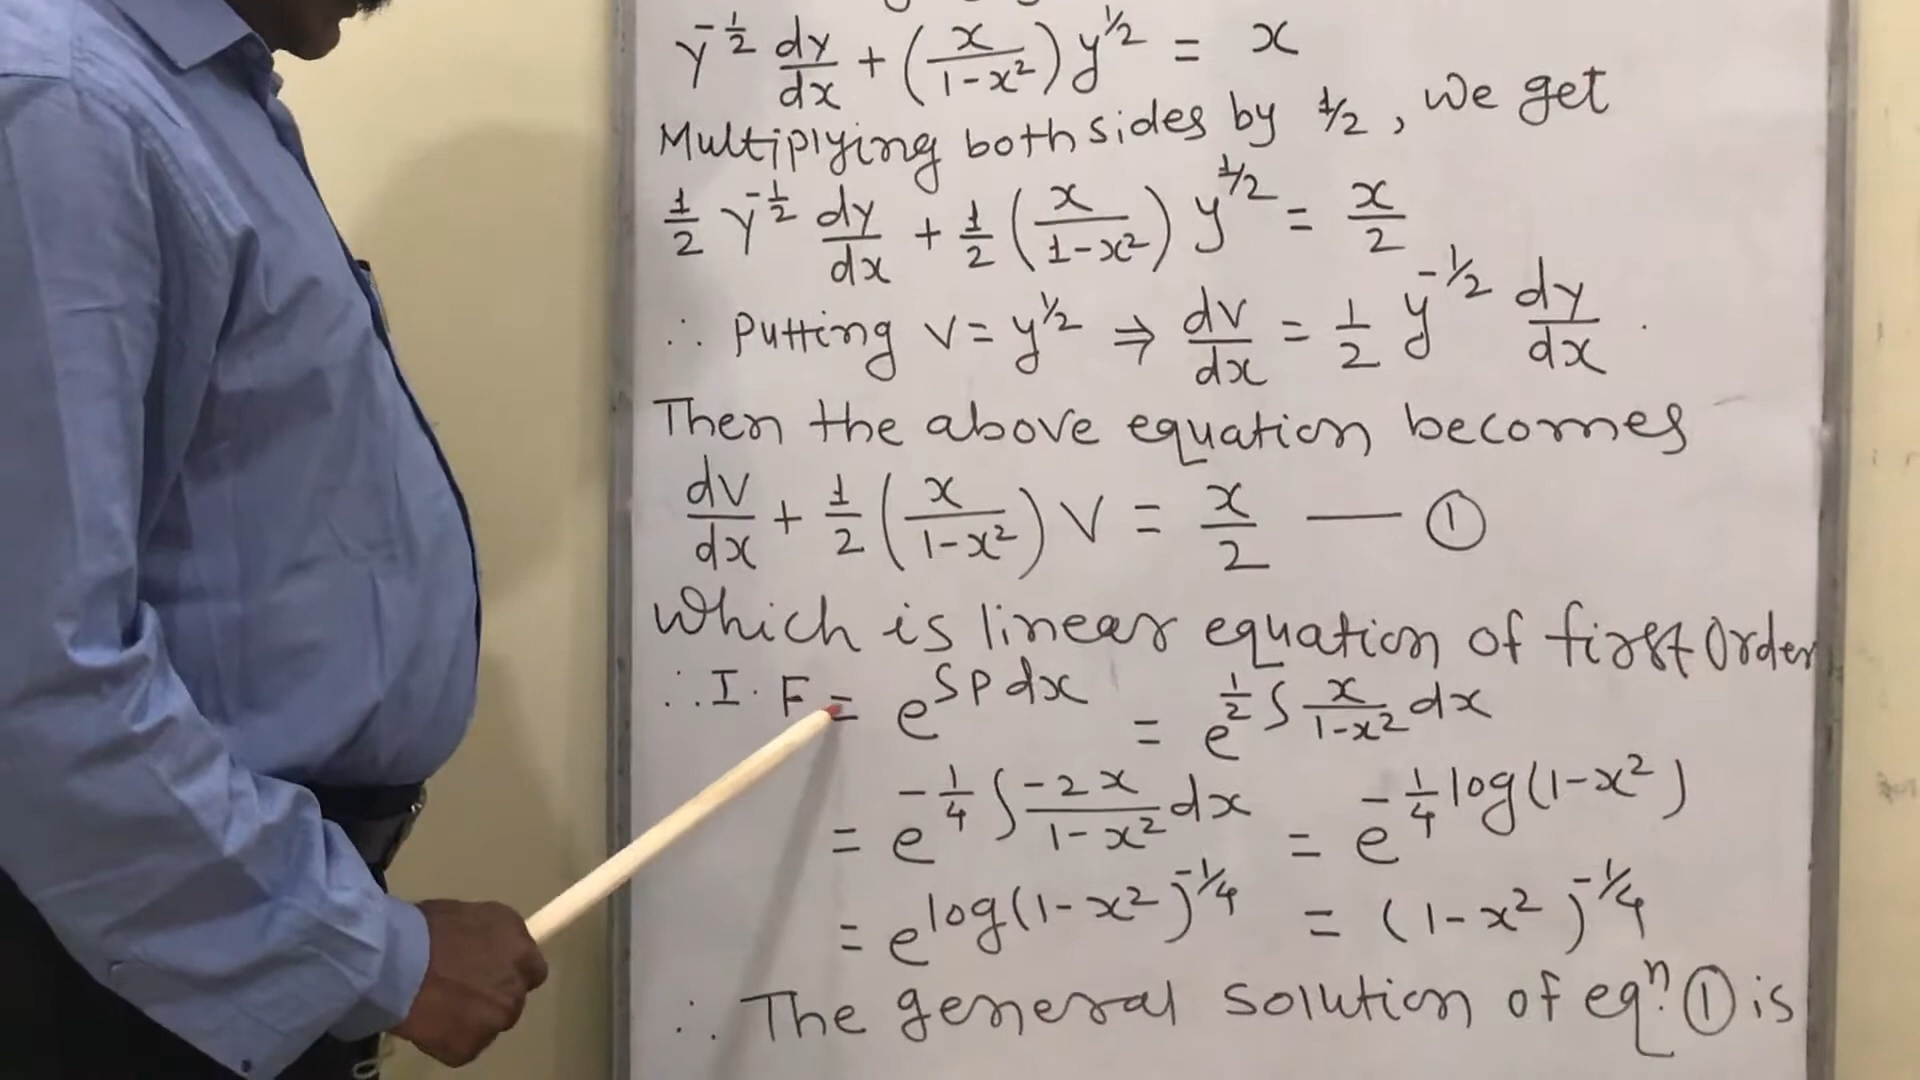 y^{-1/2} dy/dx + (x/(1-x²)) y^{1/2} = x
Multiplying both sides by 1/2, we get
1/2 y^{-1/2} dy/dx + 1/2 (x/(1-x²)) y^{1/2} = x/2
∴ Putting V = y^{1/2} ⇒ dv/dx = 1/2 y^{-1/2} dy/dx.
Then the above equation becomes
dv/dx + 1/2 (x/(1-x²)) V = x/2 — ①
Which is linear equation of first Order
∴ I. F = e^{∫P dx} = e^{1/2 ∫ x/(1-x²) dx}
= e^{-1/4 ∫ -2x/(1-x²) dx} = e^{-1/4 log(1-x²)}
= e^{log(1-x²)^{-1/4}} = (1-x²)^{-1/4}
∴ The general solution of eqⁿ. ① is